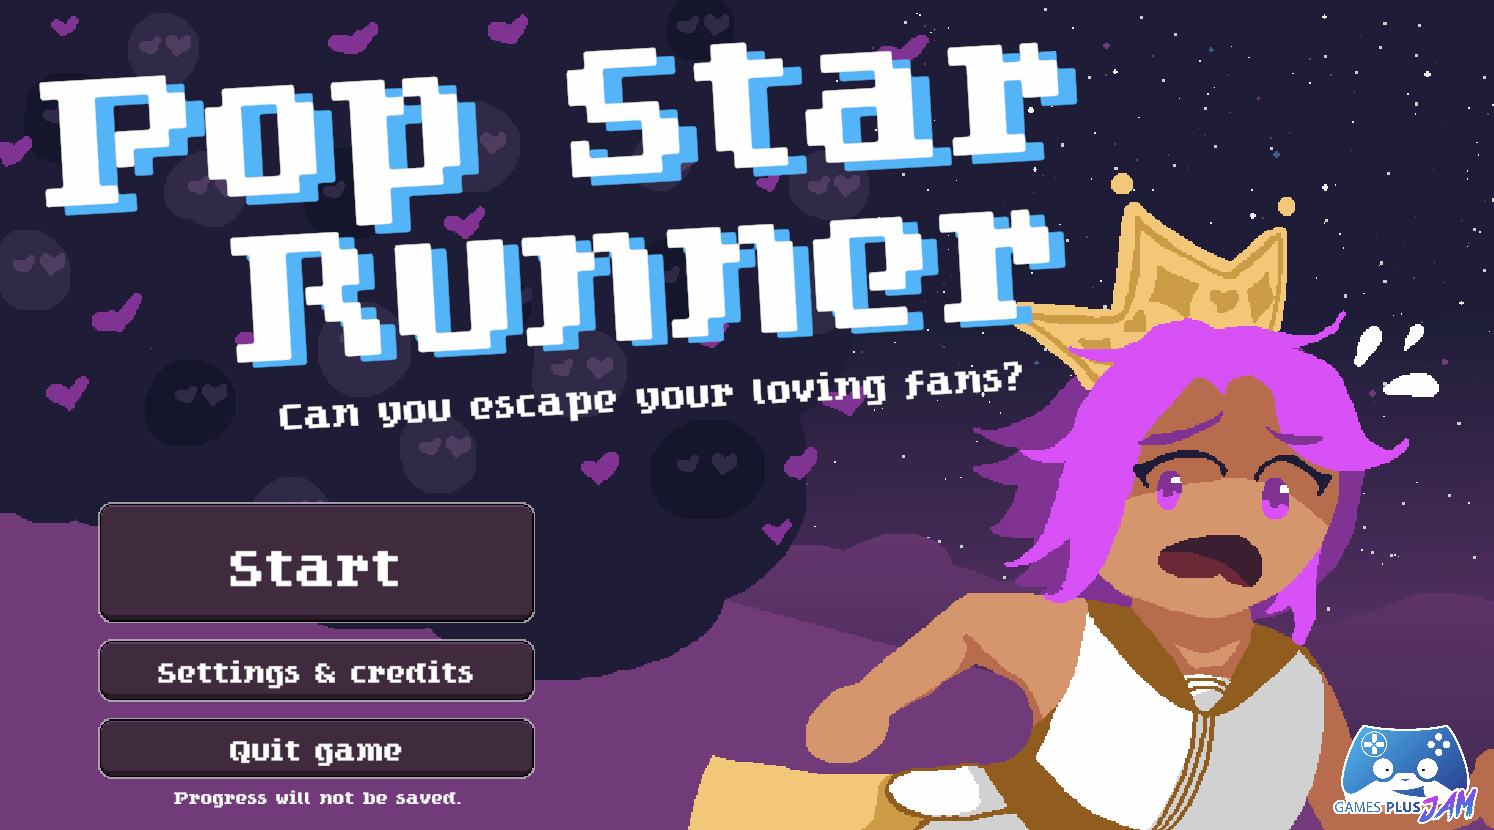 Pop Star
Runner
Can you escape your loving fans?
Start
Settings & credits
Quit game
Progress will not be saved.
GAMES PLUS JAM